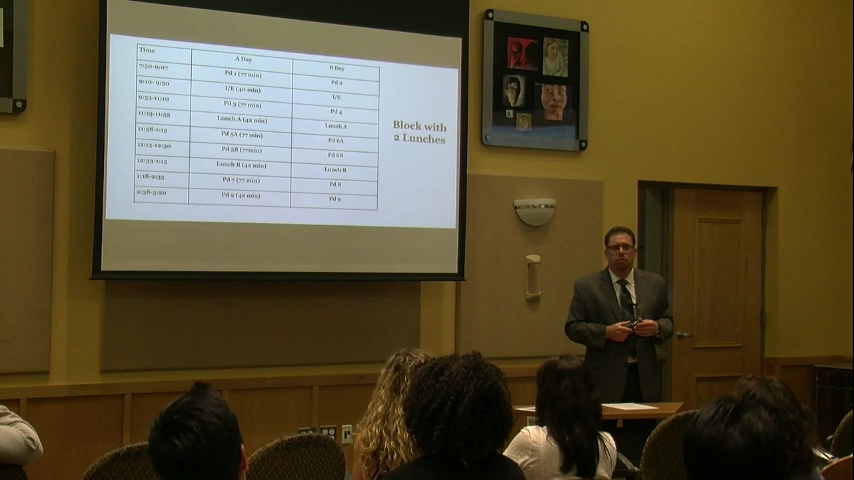 Time A Day B Day
7:50-9:07 Pd 1 (77 min) Pd 2
9:10-9:50 I/E (40 min) I/E
9:53-11:10 Pd 3 (77 min) Pd 4
11:13-11:55 Lunch A (42 min) Lunch A
11:58-1:15 Pd 5A (77 min) Pd 6A
11:13-12:30 Pd 5B (77min) Pd 6B
12:33-1:15 Lunch B (42 min) Lunch B
1:18-2:35 Pd 7 (77 min) Pd 8
2:38-3:20 Pd 9 (42 min) Pd 9
Block with
2 Lunches